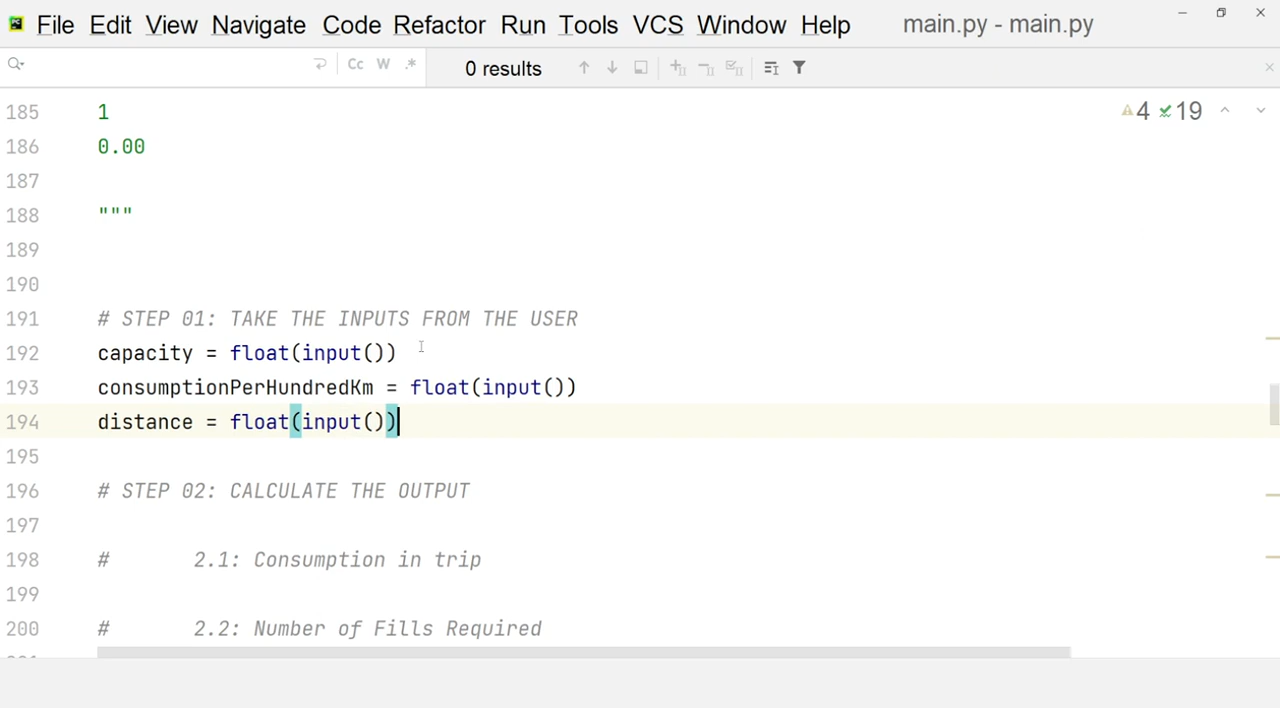 File Edit View Navigate Code Refactor Run Tools VCS Window Help main.py - main.py
Cc W .* 0 results
185 1 4 19
186 0.00
187
188 """
189
190
191 # STEP 01: TAKE THE INPUTS FROM THE USER
192 capacity = float(input())
193 consumptionPerHundredKm = float(input())
194 distance = float(input())
195
196 # STEP 02: CALCULATE THE OUTPUT
197
198 # 2.1: Consumption in trip
199
200 # 2.2: Number of Fills Required